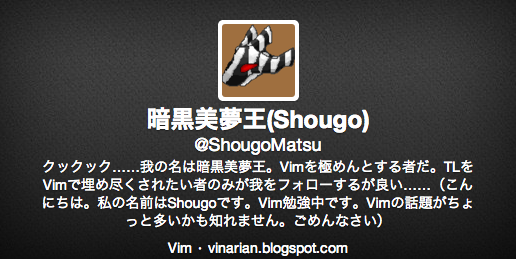 暗黒美夢王(Shougo)
@ShougoMatsu
クックック……我の名は暗黒美夢王。Vimを極めんとする者だ。TLを
Vimで埋め尽くされたい者のみが我をフォローするが良い……（こん
にちは。私の名前はShougoです。Vim勉強中です。Vimの話題がちょ
っと多いかも知れません。ごめんなさい）
Vim · vinarian.blogspot.com